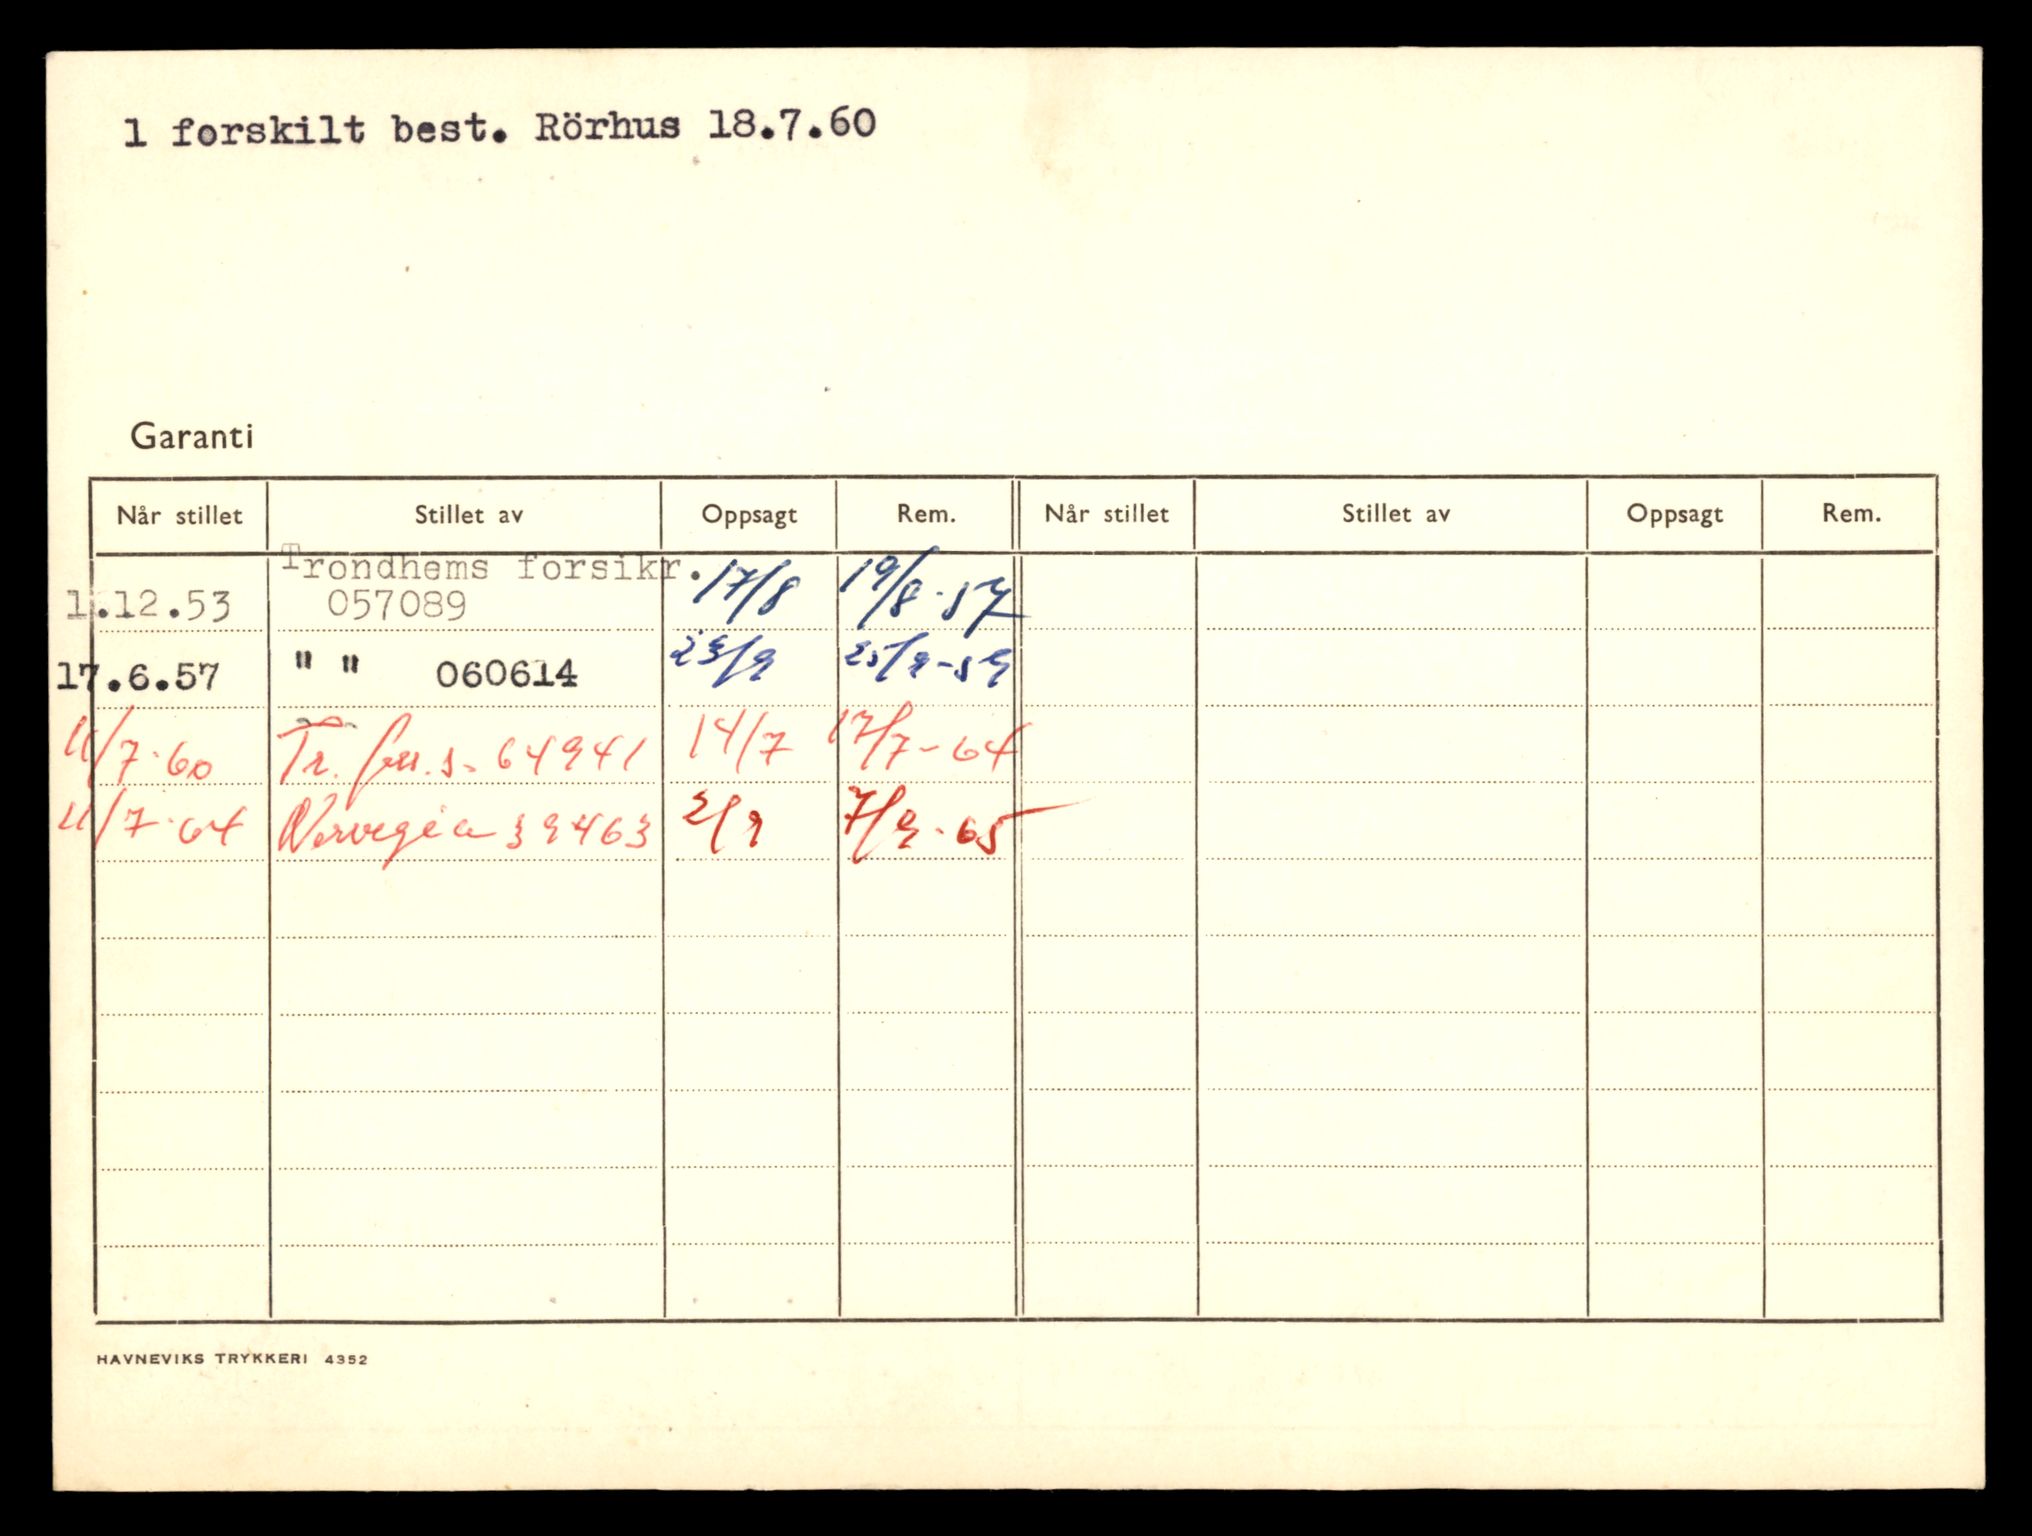 1 forskilt best. Rörhus 18.7.60
Garanti
Når stillet Stillet av Oppsagt Rem. Når stillet Stillet av Oppsagt Rem.
Trondhems forsikr.
1.12.53 057089 17/8 19/8-57
17.6.57 " " 060614 23/9 25/9-59
11/7-60 Tr. fors. 64941 14/7 17/7-64
11/7-64 Norvegia 39463 2/9 7/9-65
HAVNEVIKS TRYKKERI 4352